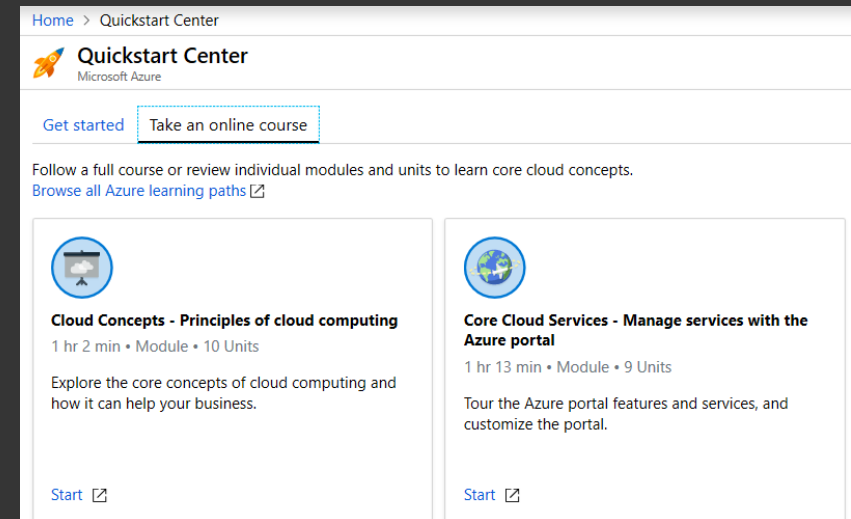 Home > Quickstart Center
Quickstart Center
Microsoft Azure
Get started
Take an online course
Follow a full course or review individual modules and units to learn core cloud concepts.
Browse all Azure learning paths
Cloud Concepts - Principles of cloud computing
1 hr 2 min • Module • 10 Units
Explore the core concepts of cloud computing and
how it can help your business.
Start
Core Cloud Services - Manage services with the
Azure portal
1 hr 13 min • Module • 9 Units
Tour the Azure portal features and services, and
customize the portal.
Start